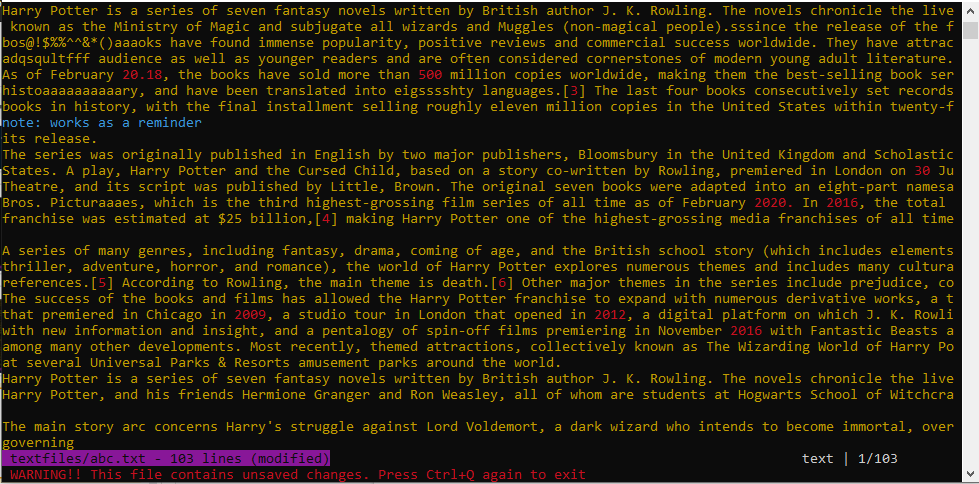 Harry Potter is a series of seven fantasy novels written by British author J. K. Rowling. The novels chronicle the live
known as the Ministry of Magic and subjugate all wizards and Muggles (non-magical people).sssince the release of the f
bos@!$%%^^&*()aaaoks have found immense popularity, positive reviews and commercial success worldwide. They have attrac
adqsqultfff audience as well as younger readers and are often considered cornerstones of modern young adult literature.
As of February 20.18, the books have sold more than 500 million copies worldwide, making them the best-selling book ser
histoaaaaaaaaaary, and have been translated into eigsssshty languages.[3] The last four books consecutively set records
books in history, with the final installment selling roughly eleven million copies in the United States within twenty-f
note: works as a reminder
its release.
The series was originally published in English by two major publishers, Bloomsbury in the United Kingdom and Scholastic
States. A play, Harry Potter and the Cursed Child, based on a story co-written by Rowling, premiered in London on 30 Ju
Theatre, and its script was published by Little, Brown. The original seven books were adapted into an eight-part namesa
Bros. Picturaaaes, which is the third highest-grossing film series of all time as of February 2020. In 2016, the total
franchise was estimated at $25 billion,[4] making Harry Potter one of the highest-grossing media franchises of all time
A series of many genres, including fantasy, drama, coming of age, and the British school story (which includes elements
thriller, adventure, horror, and romance), the world of Harry Potter explores numerous themes and includes many cultura
references.[5] According to Rowling, the main theme is death.[6] Other major themes in the series include prejudice, co
The success of the books and films has allowed the Harry Potter franchise to expand with numerous derivative works, a t
that premiered in Chicago in 2009, a studio tour in London that opened in 2012, a digital platform on which J. K. Rowli
with new information and insight, and a pentalogy of spin-off films premiering in November 2016 with Fantastic Beasts a
among many other developments. Most recently, themed attractions, collectively known as The Wizarding World of Harry Po
at several Universal Parks & Resorts amusement parks around the world.
Harry Potter is a series of seven fantasy novels written by British author J. K. Rowling. The novels chronicle the live
Harry Potter, and his friends Hermione Granger and Ron Weasley, all of whom are students at Hogwarts School of Witchcra
The main story arc concerns Harry's struggle against Lord Voldemort, a dark wizard who intends to become immortal, over
governing
textfiles/abc.txt - 103 lines (modified) text | 1/103
WARNING!! This file contains unsaved changes. Press Ctrl+Q again to exit